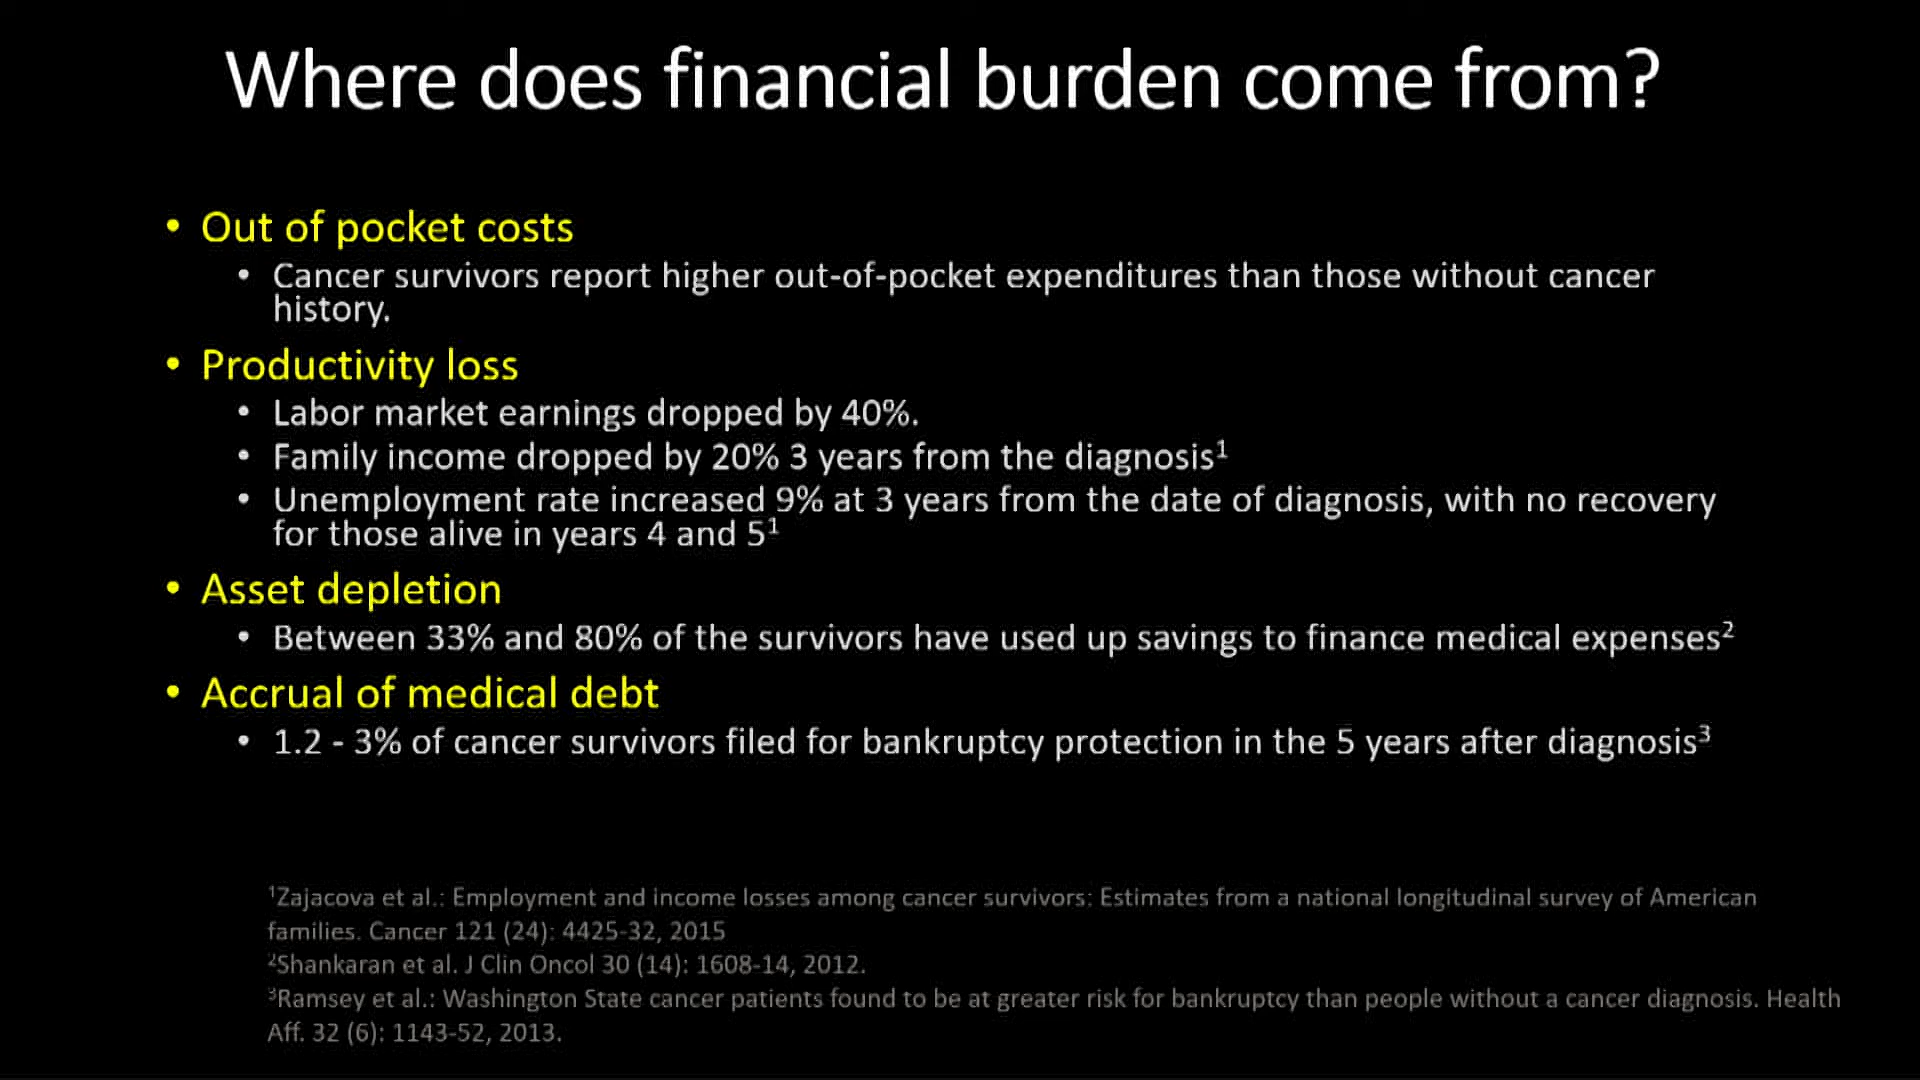 Where does financial burden come from?
• Out of pocket costs
• Cancer survivors report higher out-of-pocket expenditures than those without cancer
history.
• Productivity loss
• Labor market earnings dropped by 40%.
• Family income dropped by 20% 3 years from the diagnosis¹
• Unemployment rate increased 9% at 3 years from the date of diagnosis, with no recovery
for those alive in years 4 and 5¹
• Asset depletion
• Between 33% and 80% of the survivors have used up savings to finance medical expenses²
• Accrual of medical debt
• 1.2 - 3% of cancer survivors filed for bankruptcy protection in the 5 years after diagnosis³
¹Zajacova et al.: Employment and income losses among cancer survivors: Estimates from a national longitudinal survey of American
families. Cancer 121 (24): 4425-32, 2015
²Shankaran et al. J Clin Oncol 30 (14): 1608-14, 2012.
³Ramsey et al.: Washington State cancer patients found to be at greater risk for bankruptcy than people without a cancer diagnosis. Health
Aff. 32 (6): 1143-52, 2013.